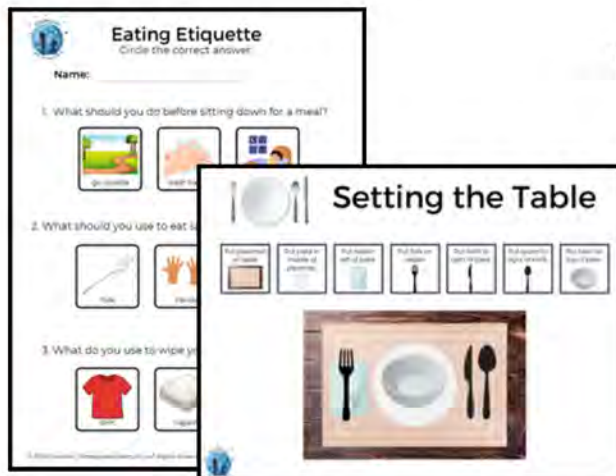 Eating Etiquette
Circle the correct answer.
Name:
1. What should you do before sitting down for a meal?
go outside
wash
2. What should you use to eat
fork
3. What do you use to wipe
shirt
Setting the Table
Put placemat on table
Put plate in middle of placemat
Put napkin left of plate
Put fork on napkin
Put knife to right of plate
Put spoon to right of knife
Put bowl on top of plate